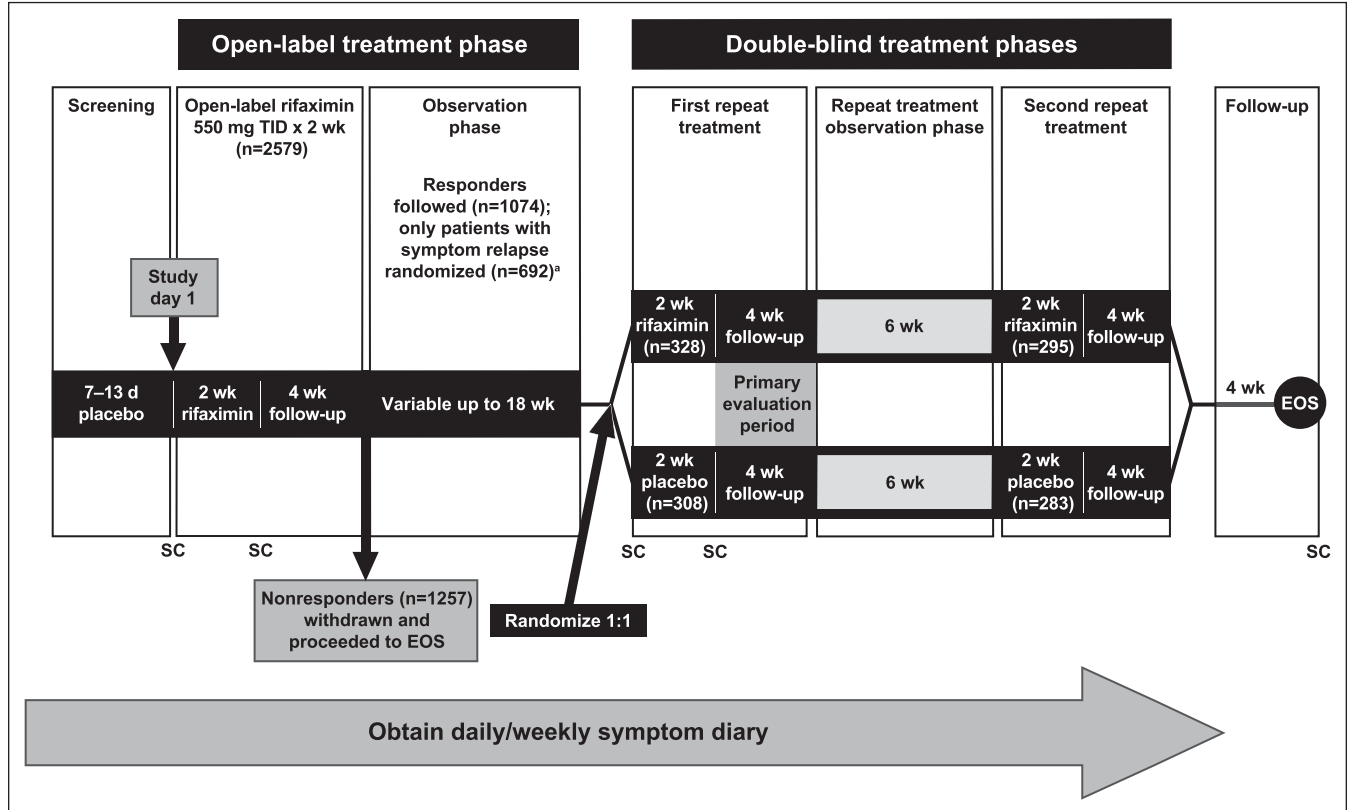 Open-label treatment phase
Double-blind treatment phases
Screening
Open-label rifaximin
550 mg TID x 2 wk
(n=2579)
Observation
phase
Responders
followed (n=1074);
only patients with
symptom relapse
randomized (n=692)ᵃ
First repeat
treatment
Repeat treatment
observation phase
Second repeat
treatment
Follow-up
Study
day 1
7–13 d
placebo
2 wk
rifaximin
4 wk
follow-up
Variable up to 18 wk
2 wk
rifaximin
(n=328)
4 wk
follow-up
6 wk
2 wk
rifaximin
(n=295)
4 wk
follow-up
Primary
evaluation
period
2 wk
placebo
(n=308)
4 wk
follow-up
6 wk
2 wk
placebo
(n=283)
4 wk
follow-up
4 wk
EOS
SC
SC
SC
SC
SC
Nonresponders (n=1257)
withdrawn and
proceeded to EOS
Randomize 1:1
Obtain daily/weekly symptom diary